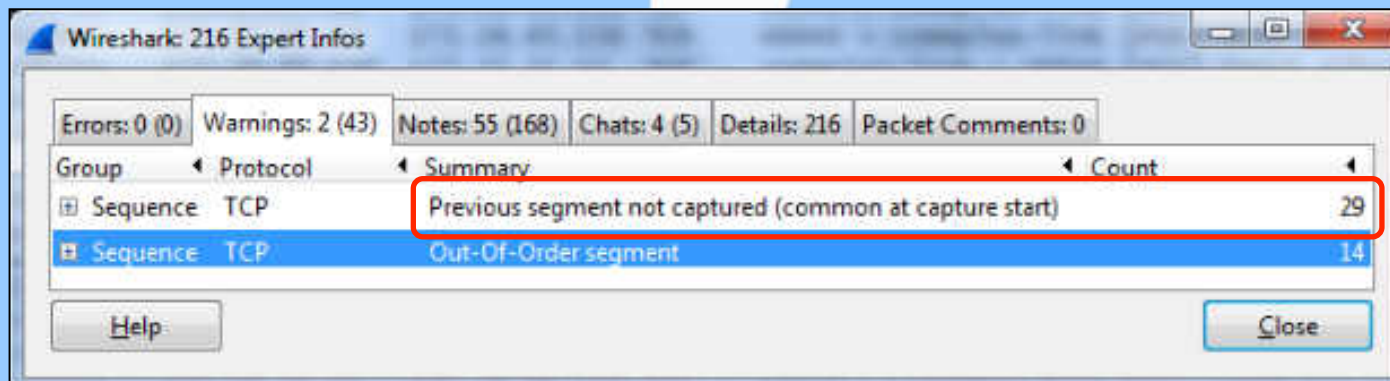 Wireshark: 216 Expert Infos
Errors: 0 (0) Warnings: 2 (43) Notes: 55 (168) Chats: 4 (5) Details: 216 Packet Comments: 0
Group Protocol Summary Count
Sequence TCP Previous segment not captured (common at capture start) 29
Sequence TCP Out-Of-Order segment 14
Help Close